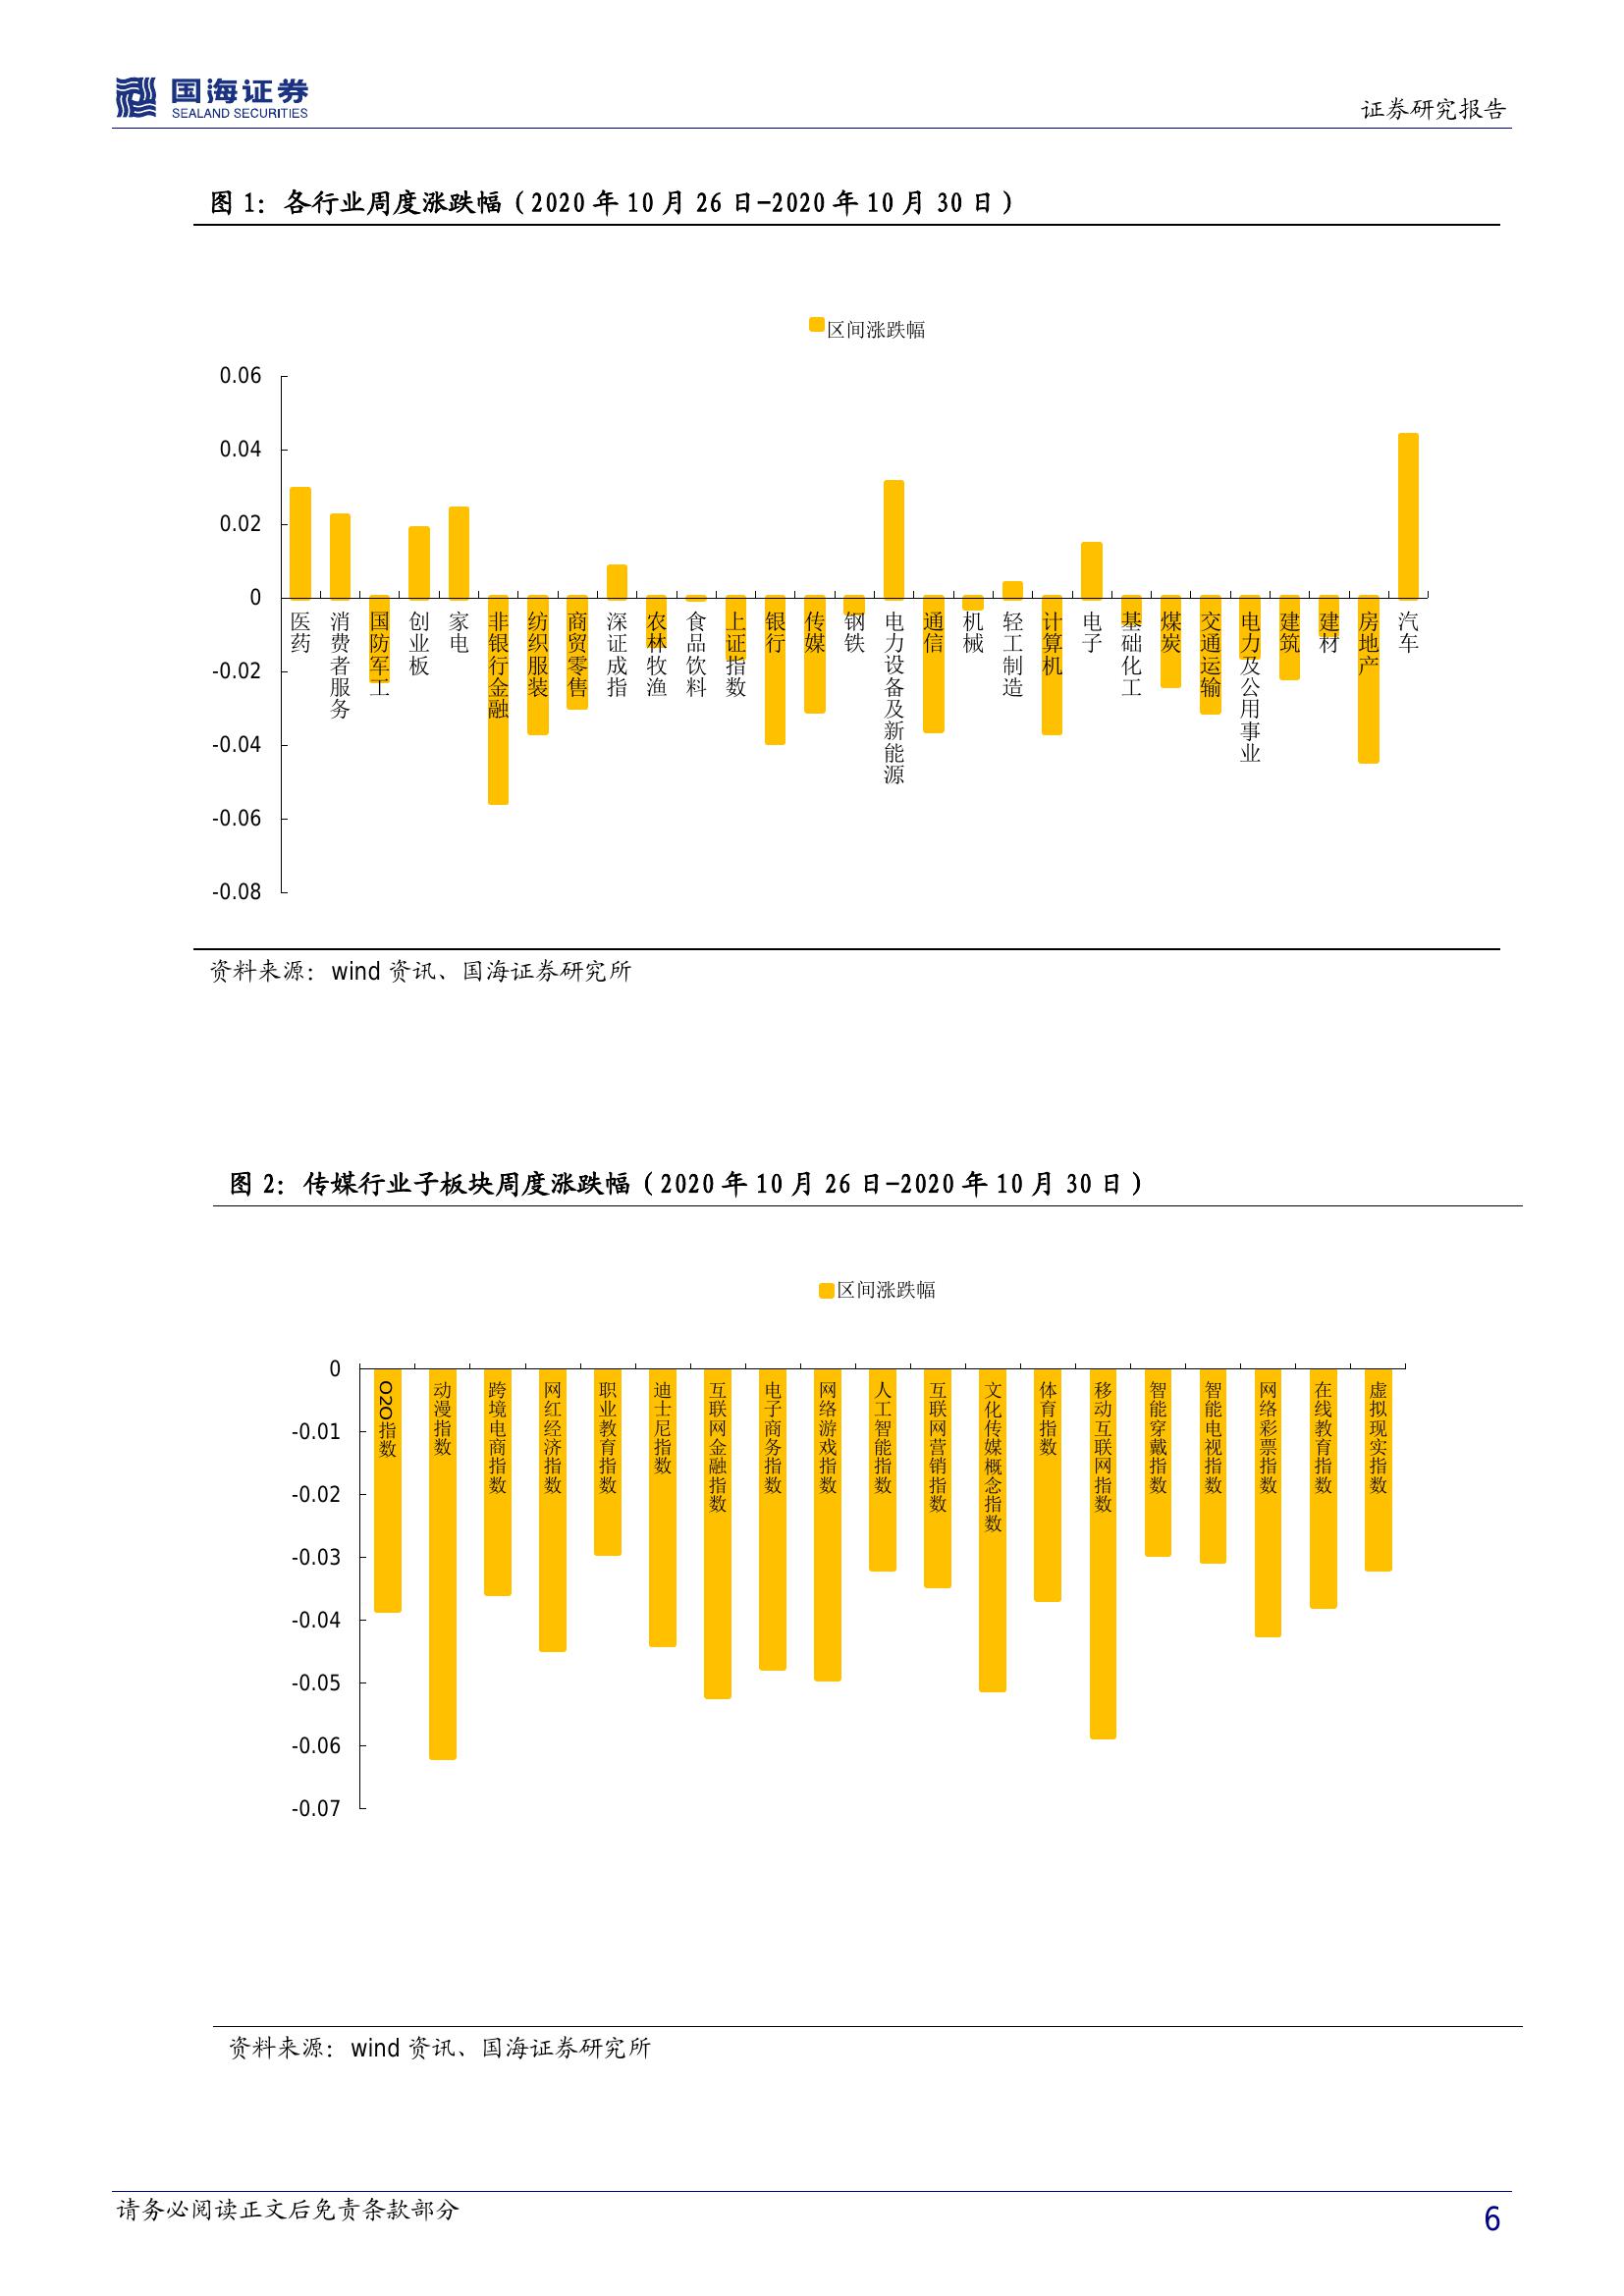 国海证券
SEALAND SECURITIES
证券研究报告
图 1：各行业周度涨跌幅（2020 年 10 月 26 日-2020 年 10 月 30 日）
区间涨跌幅
0.06
0.04
0.02
0
-0.02
-0.04
-0.06
-0.08
医药
消费者服务
国防军工
创业板
家电
非银行金融
纺织服装
商贸零售
深证成指
农林牧渔
食品饮料
上证指数
银行
传媒
钢铁
电力设备及新能源
通信
机械
轻工制造
计算机
电子
基础化工
煤炭
交通运输
电力及公用事业
建筑
建材
房地产
汽车
资料来源：wind 资讯、国海证券研究所
图 2：传媒行业子板块周度涨跌幅（2020 年 10 月 26 日-2020 年 10 月 30 日）
区间涨跌幅
0
-0.01
-0.02
-0.03
-0.04
-0.05
-0.06
-0.07
O2O指数
动漫指数
跨境电商指数
网红经济指数
职业教育指数
迪士尼指数
互联网金融指数
电子商务指数
网络游戏指数
人工智能指数
互联网营销指数
文化传媒概念指数
体育指数
移动互联网指数
智能穿戴指数
智能电视指数
网络彩票指数
在线教育指数
虚拟现实指数
资料来源：wind 资讯、国海证券研究所
请务必阅读正文后免责条款部分
6